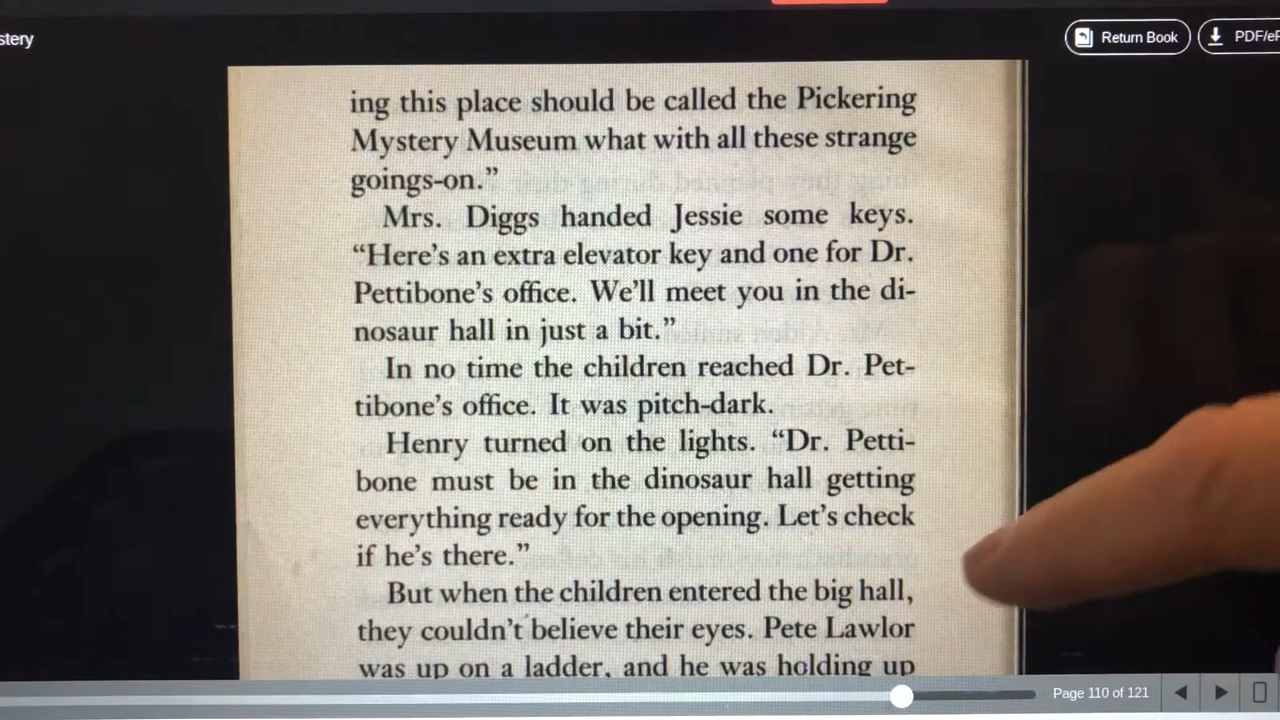 stery
Return Book
PDF/eP
ing this place should be called the Pickering
Mystery Museum what with all these strange
goings-on.”
Mrs. Diggs handed Jessie some keys.
“Here’s an extra elevator key and one for Dr.
Pettibone’s office. We’ll meet you in the di-
nosaur hall in just a bit.”
In no time the children reached Dr. Pet-
tibone’s office. It was pitch-dark.
Henry turned on the lights. “Dr. Petti-
bone must be in the dinosaur hall getting
everything ready for the opening. Let’s check
if he’s there.”
But when the children entered the big hall,
they couldn’t believe their eyes. Pete Lawlor
was up on a ladder, and he was holding up
Page 110 of 121